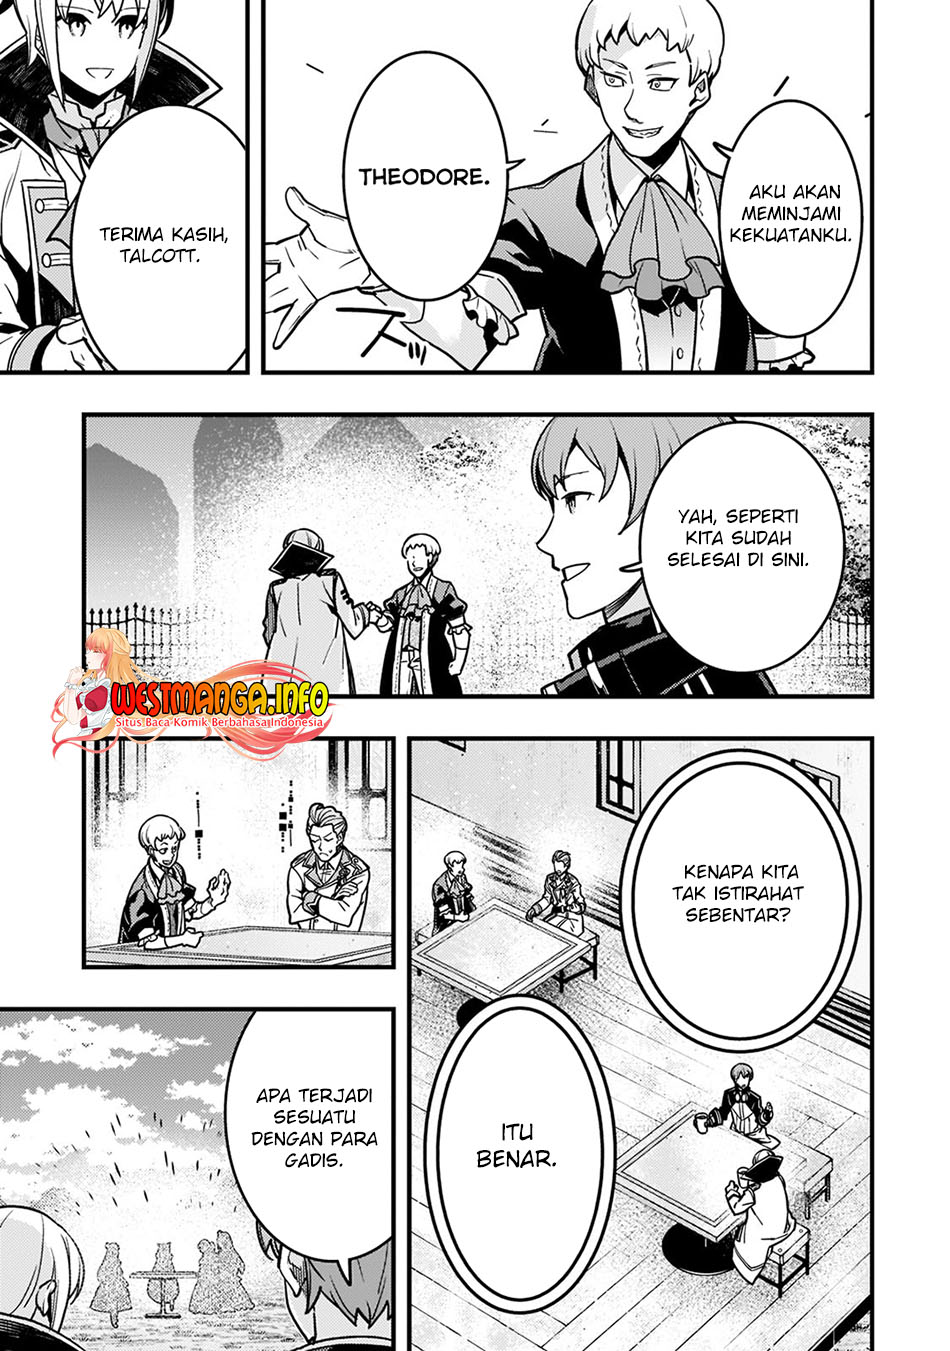 AKU AKAN
MEMINJAMI
KEKUATANKU.
THEODORE.
TERIMA KASIH,
TALCOTT.
YAH, SEPERTI
KITA SUDAH
SELESAI DI SINI.
WESTMANGA.INFO
Situs Baca Komik Berbahasa Indonesia
KENAPA KITA
TAK ISTIRAHAT
SEBENTAR?
ITU
BENAR.
APA TERJADI
SESUATU
DENGAN PARA
GADIS.